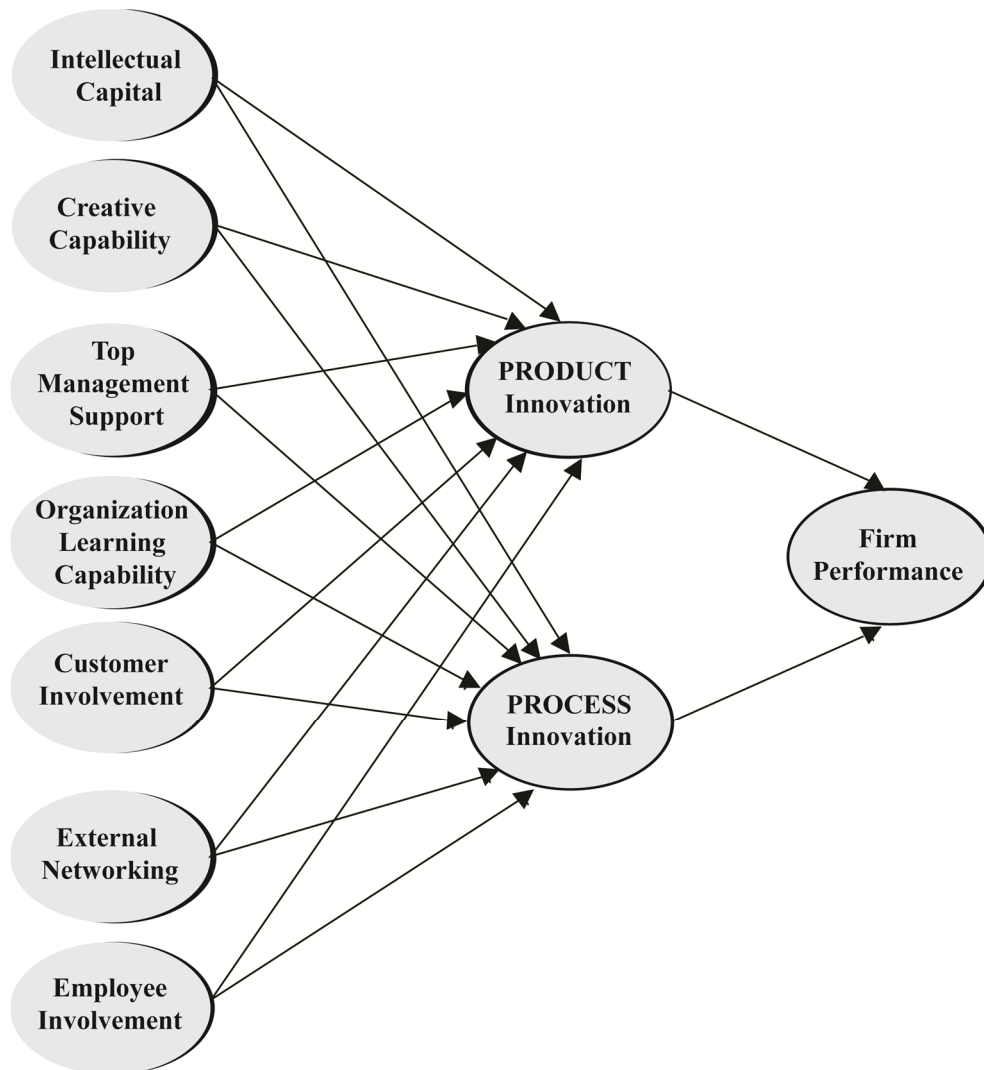 Intellectual
Capital
Creative
Capability
Top
Management
Support
Organization
Learning
Capability
Customer
Involvement
External
Networking
Employee
Involvement
PRODUCT
Innovation
PROCESS
Innovation
Firm
Performance